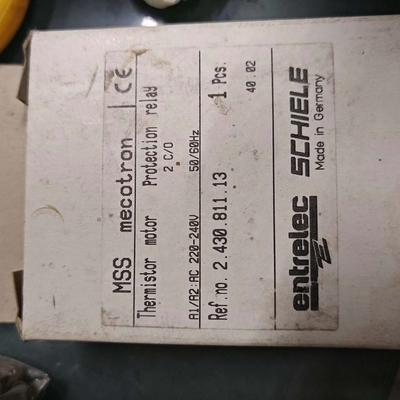 MSS mecotron CE
Thermistor motor Protection relay
2 C/O
A1/A2:AC 220-240V 50/60Hz
Ref.no. 2.430.811.13 1 Pcs.
40.02
entrelec SCHIELE
Made in Germany